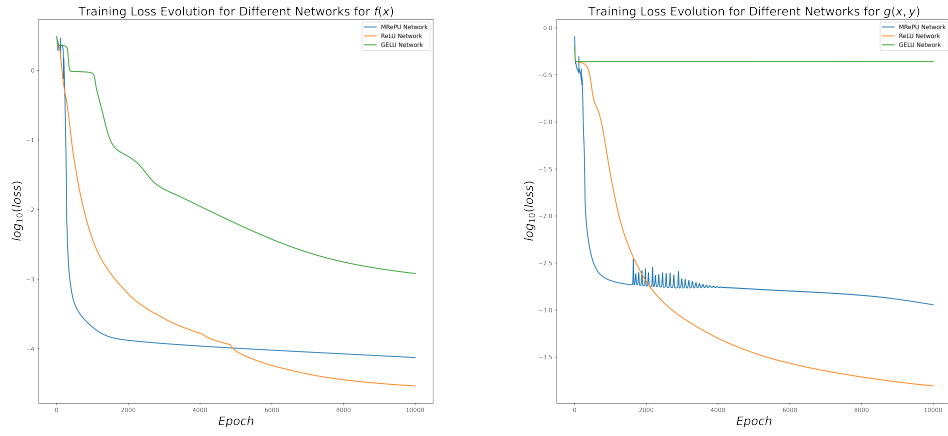 Training Loss Evolution for Different Networks for f(x)
MRePU Network
ReLU Network
GELU Network
log₁₀(loss)
0
−1
−2
−3
−4
0
2000
4000
6000
8000
10000
Epoch
Training Loss Evolution for Different Networks for g(x, y)
MRePU Network
ReLU Network
GELU Network
log₁₀(loss)
0.0
−0.5
−1.0
−1.5
−2.0
−2.5
−3.0
−3.5
0
2000
4000
6000
8000
10000
Epoch